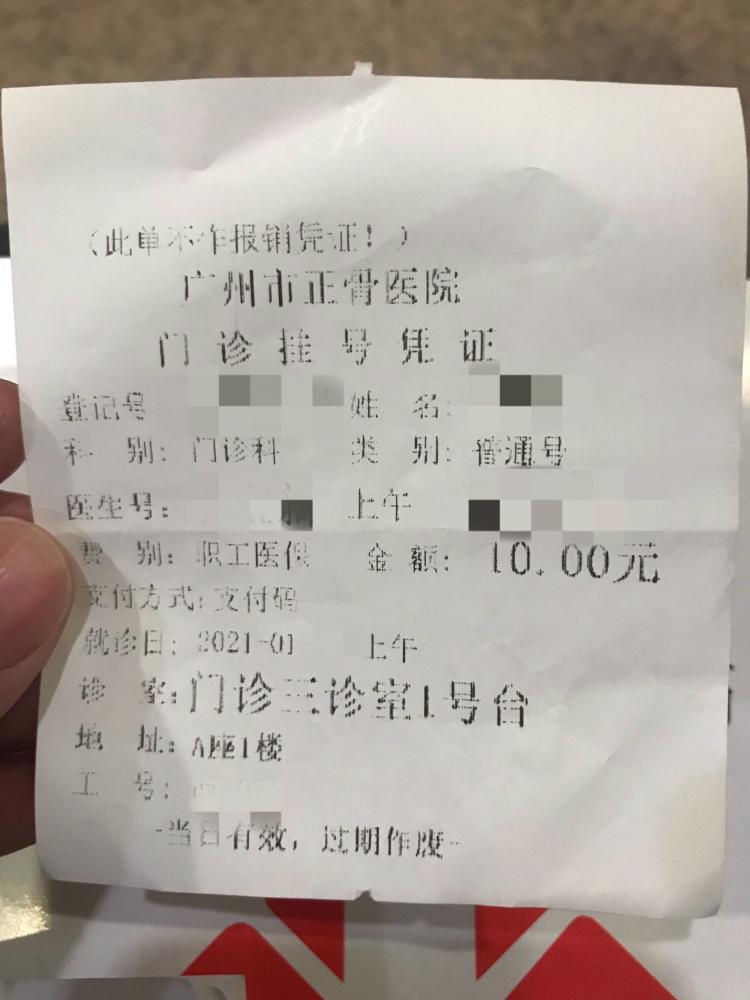 （此单不作报销凭证！）
广州市正骨医院
门诊挂号凭证
登记号 姓 名：
科 别：门诊科 类 别：普通号
医生号： 上午
费 别：职工医保 金 额：10.00元
支付方式：支付码
就诊日：2021-01 上午
诊 室：门诊三诊室1号台
地 址：A座1楼
工 号：
-当日有效，过期作废-